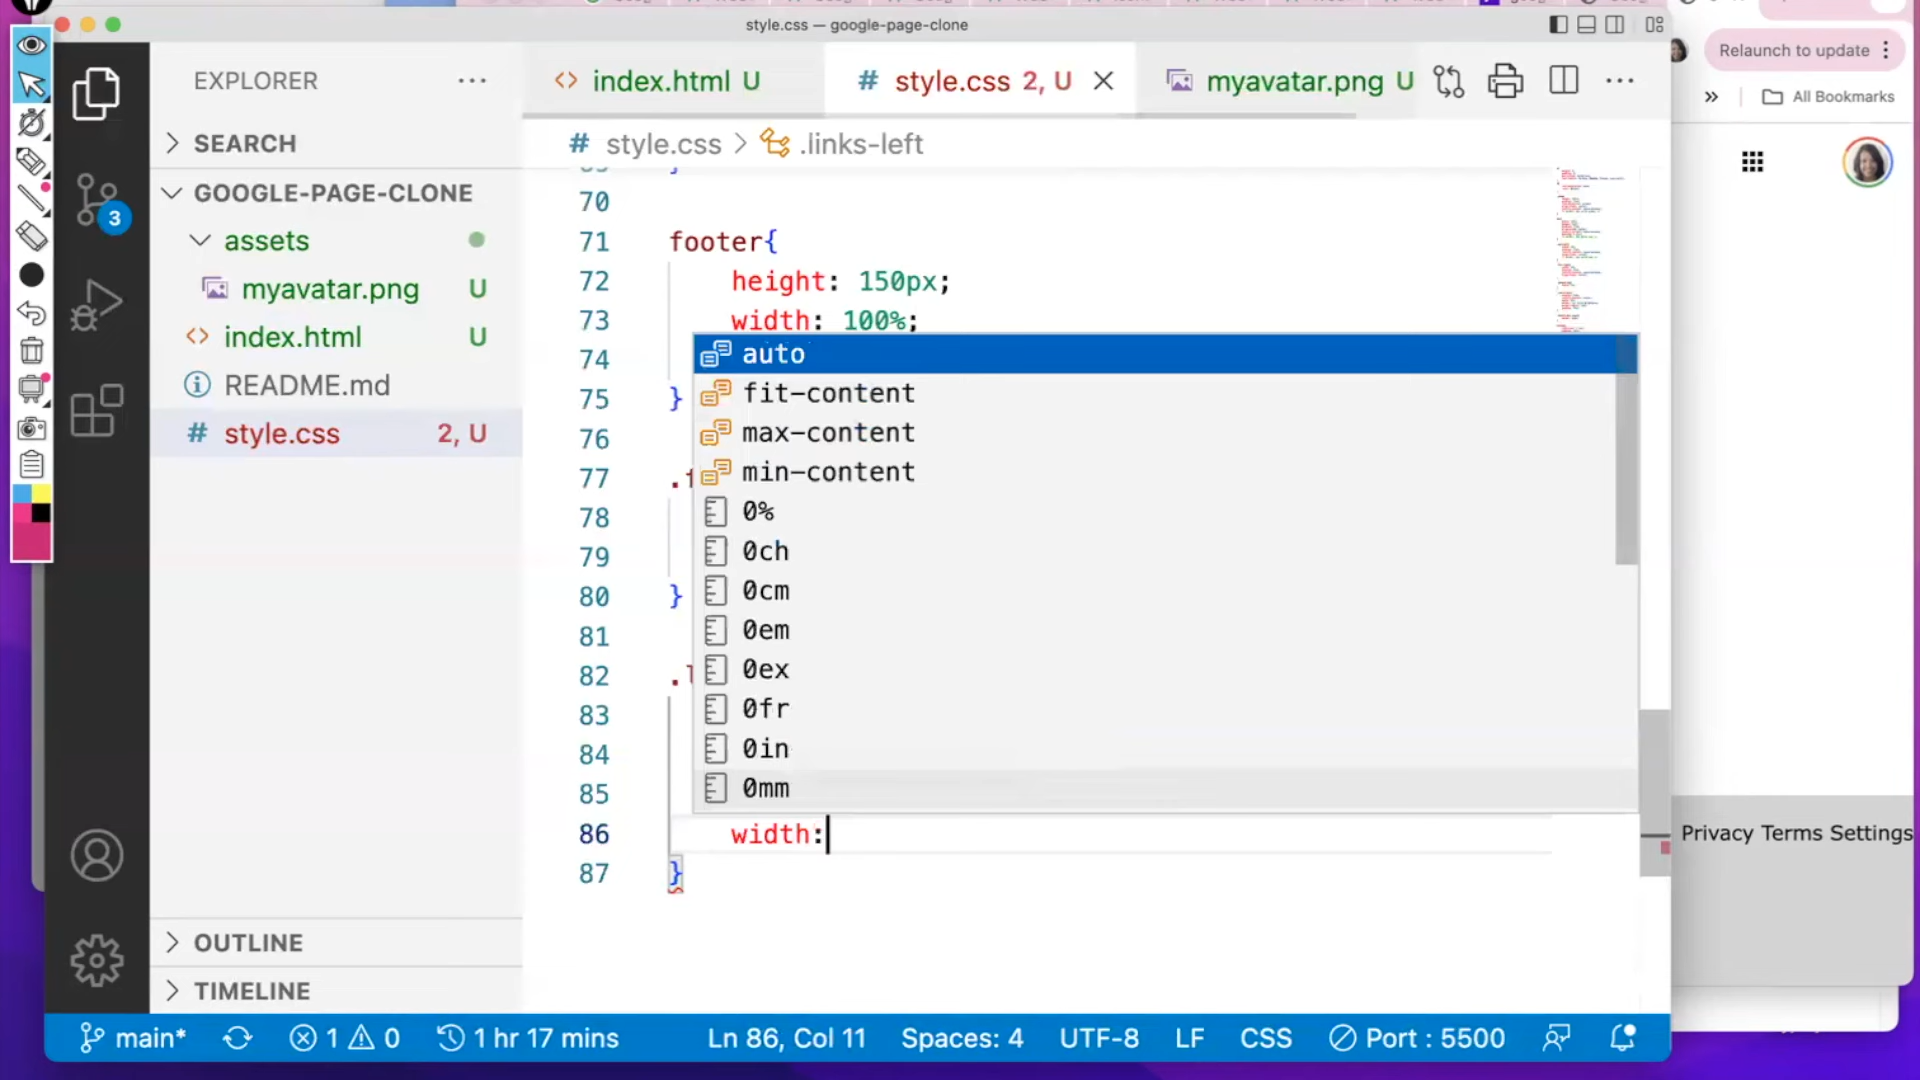 style.css — google-page-clone
Relaunch to update
EXPLORER
index.html U
# style.css 2, U
myavatar.png U
All Bookmarks
SEARCH
# style.css > .links-left
GOOGLE-PAGE-CLONE
assets
myavatar.png U
index.html U
README.md
# style.css 2, U
3
70
71 footer{
72 height: 150px;
73 width: 100%;
74
75 }
76
77
78
79
80 }
81
82
83
84
85
86 width:
87 }
auto
fit-content
max-content
min-content
0%
0ch
0cm
0em
0ex
0fr
0in
0mm
Privacy Terms Settings
OUTLINE
TIMELINE
main*
1 0
1 hr 17 mins
Ln 86, Col 11
Spaces: 4
UTF-8
LF
CSS
Port : 5500